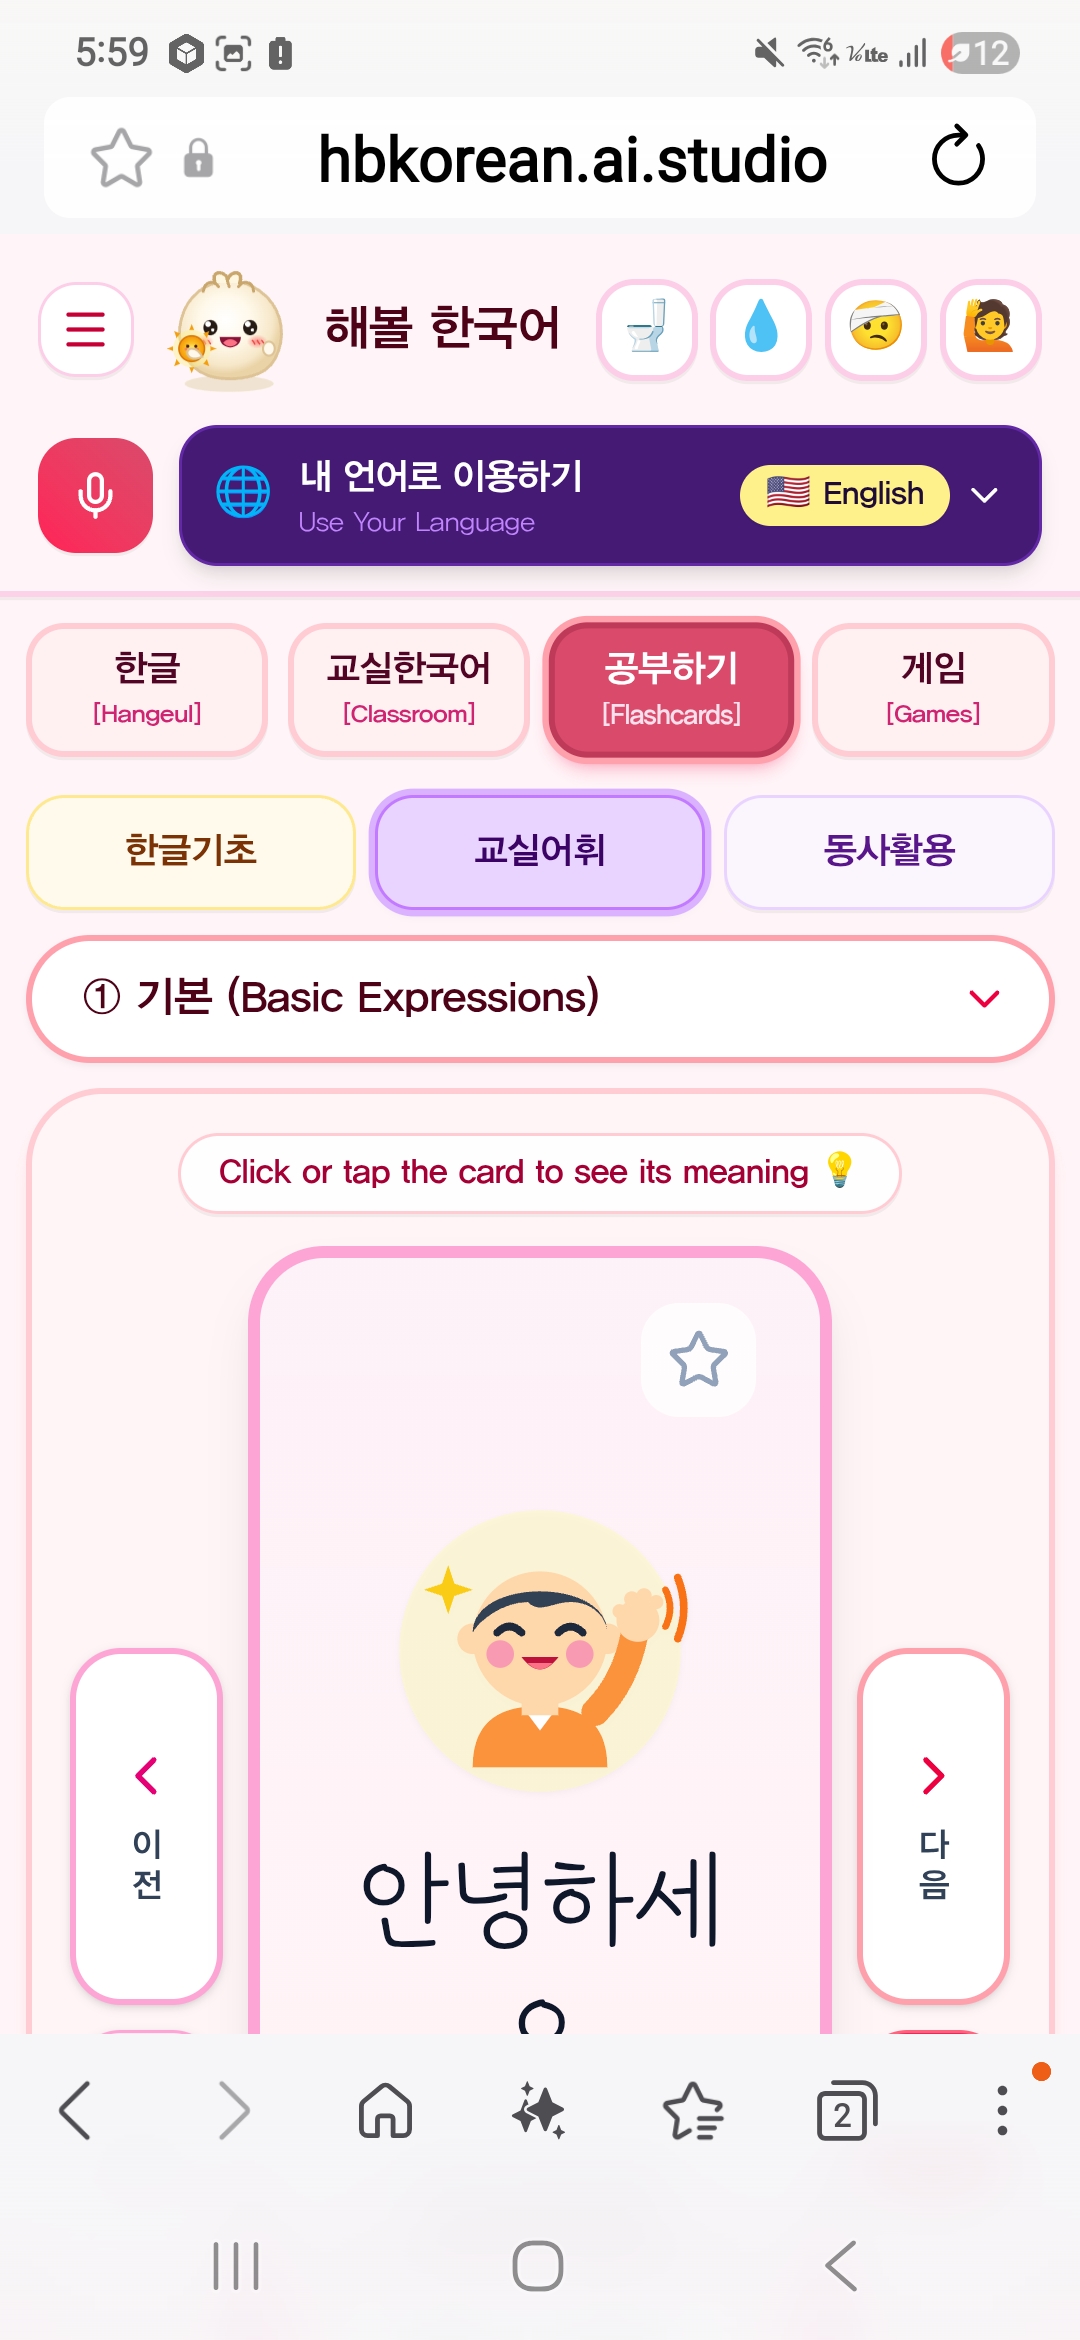 5:59
VoLte
12
hbkorean.ai.studio
해볼 한국어
내 언어로 이용하기
Use Your Language
English
한글
[Hangeul]
교실한국어
[Classroom]
공부하기
[Flashcards]
게임
[Games]
한글기초
교실어휘
동사활용
① 기본 (Basic Expressions)
Click or tap the card to see its meaning
안녕하세
이
전
다
음
2